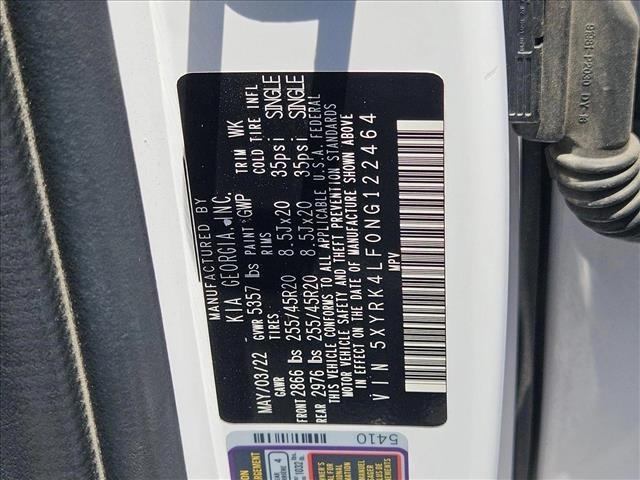 MANUFACTURED BY
KIA GEORGIA, INC.
MAY/03/22 GVWR 5357 lbs PAINT:GWP TRIM WK
GAWR TIRES RIMS COLD TIRE INFL
FRONT 2866 lbs 255/45R20 8.5Jx20 35psi SINGLE
REAR 2976 lbs 255/45R20 8.5Jx20 35psi SINGLE
THIS VEHICLE CONFORMS TO ALL APPLICABLE U.S.A. FEDERAL
MOTOR VEHICLE SAFETY AND THEFT PREVENTION STANDARDS
IN EFFECT ON THE DATE OF MANUFACTURE SHOWN ABOVE
VIN 5XYRK4LF0NG122464
MPV
5410